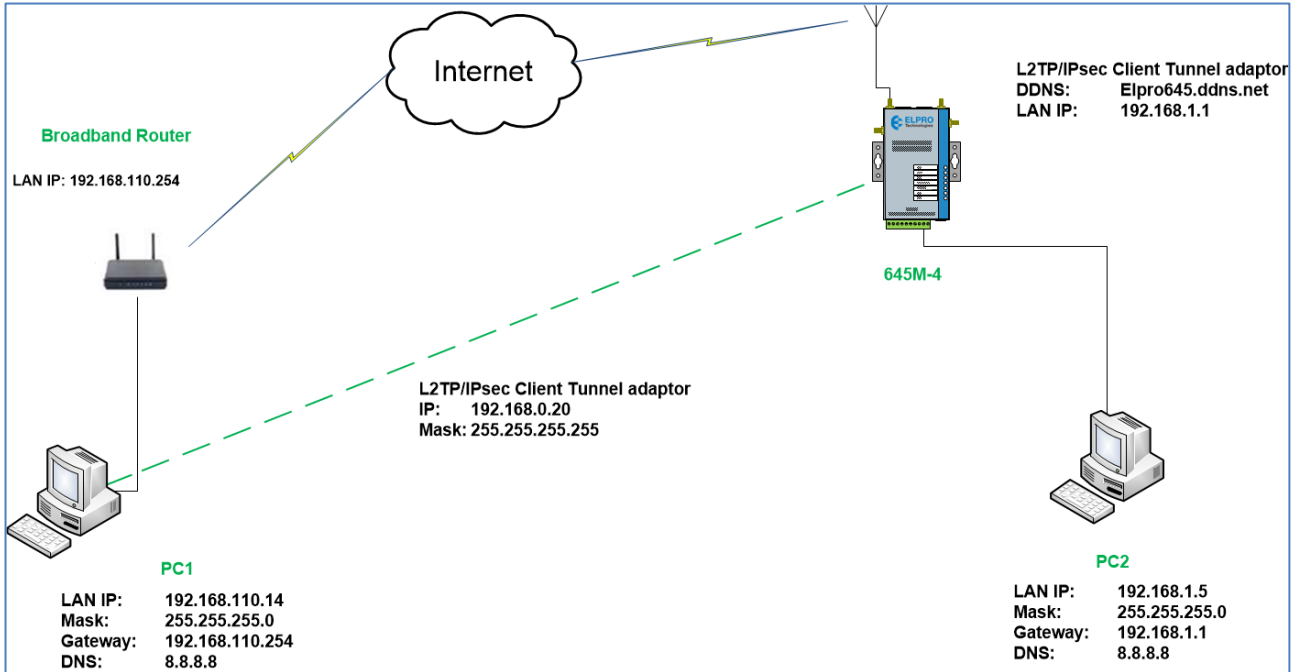 Internet
L2TP/IPsec Client Tunnel adaptor
DDNS: Elpro645.ddns.net
LAN IP: 192.168.1.1
ELPRO
Technologies
Broadband Router
LAN IP: 192.168.110.254
645M-4
L2TP/IPsec Client Tunnel adaptor
IP: 192.168.0.20
Mask: 255.255.255.255
PC1
LAN IP: 192.168.110.14
Mask: 255.255.255.0
Gateway: 192.168.110.254
DNS: 8.8.8.8
PC2
LAN IP: 192.168.1.5
Mask: 255.255.255.0
Gateway: 192.168.1.1
DNS: 8.8.8.8